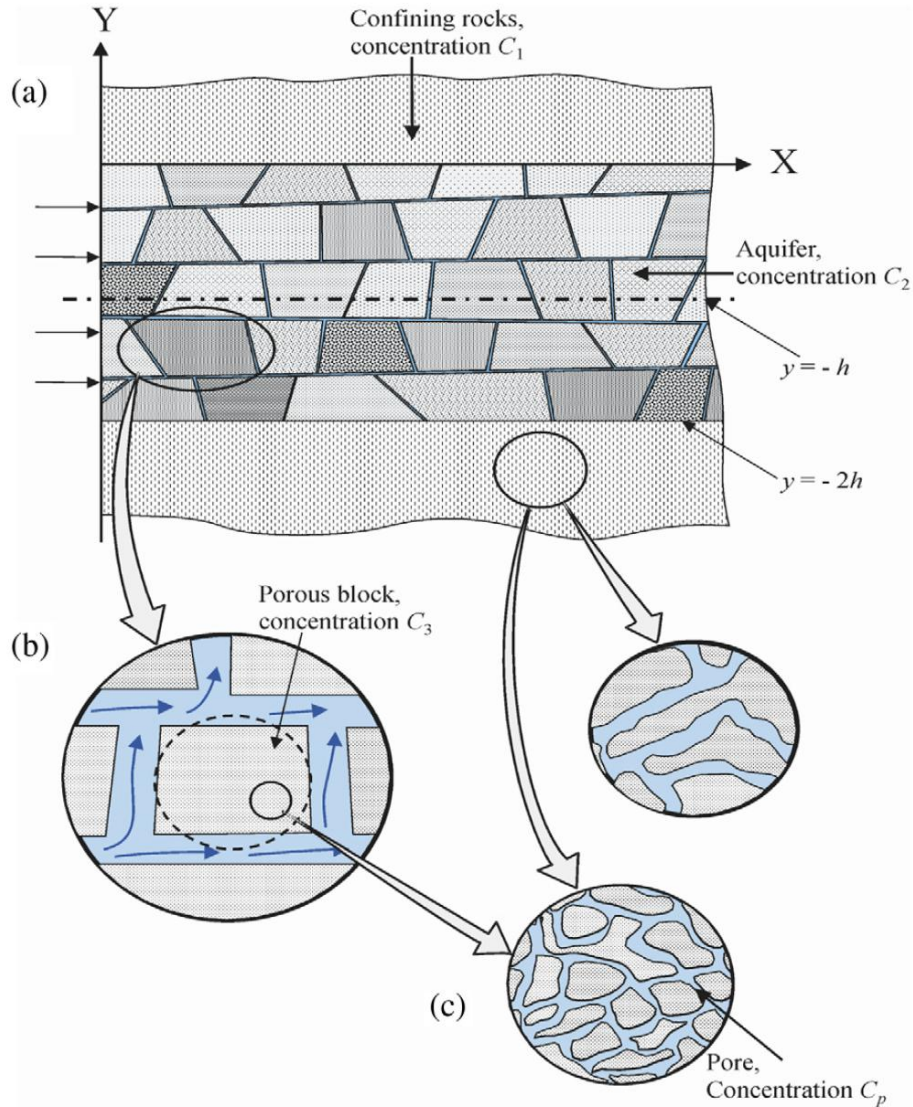 Y
Confining rocks,
concentration C₁
(a)
X
Aquifer,
concentration C₂
y = - h
y = - 2h
Porous block,
concentration C₃
(b)
(c)
Pore,
Concentration Cₚ